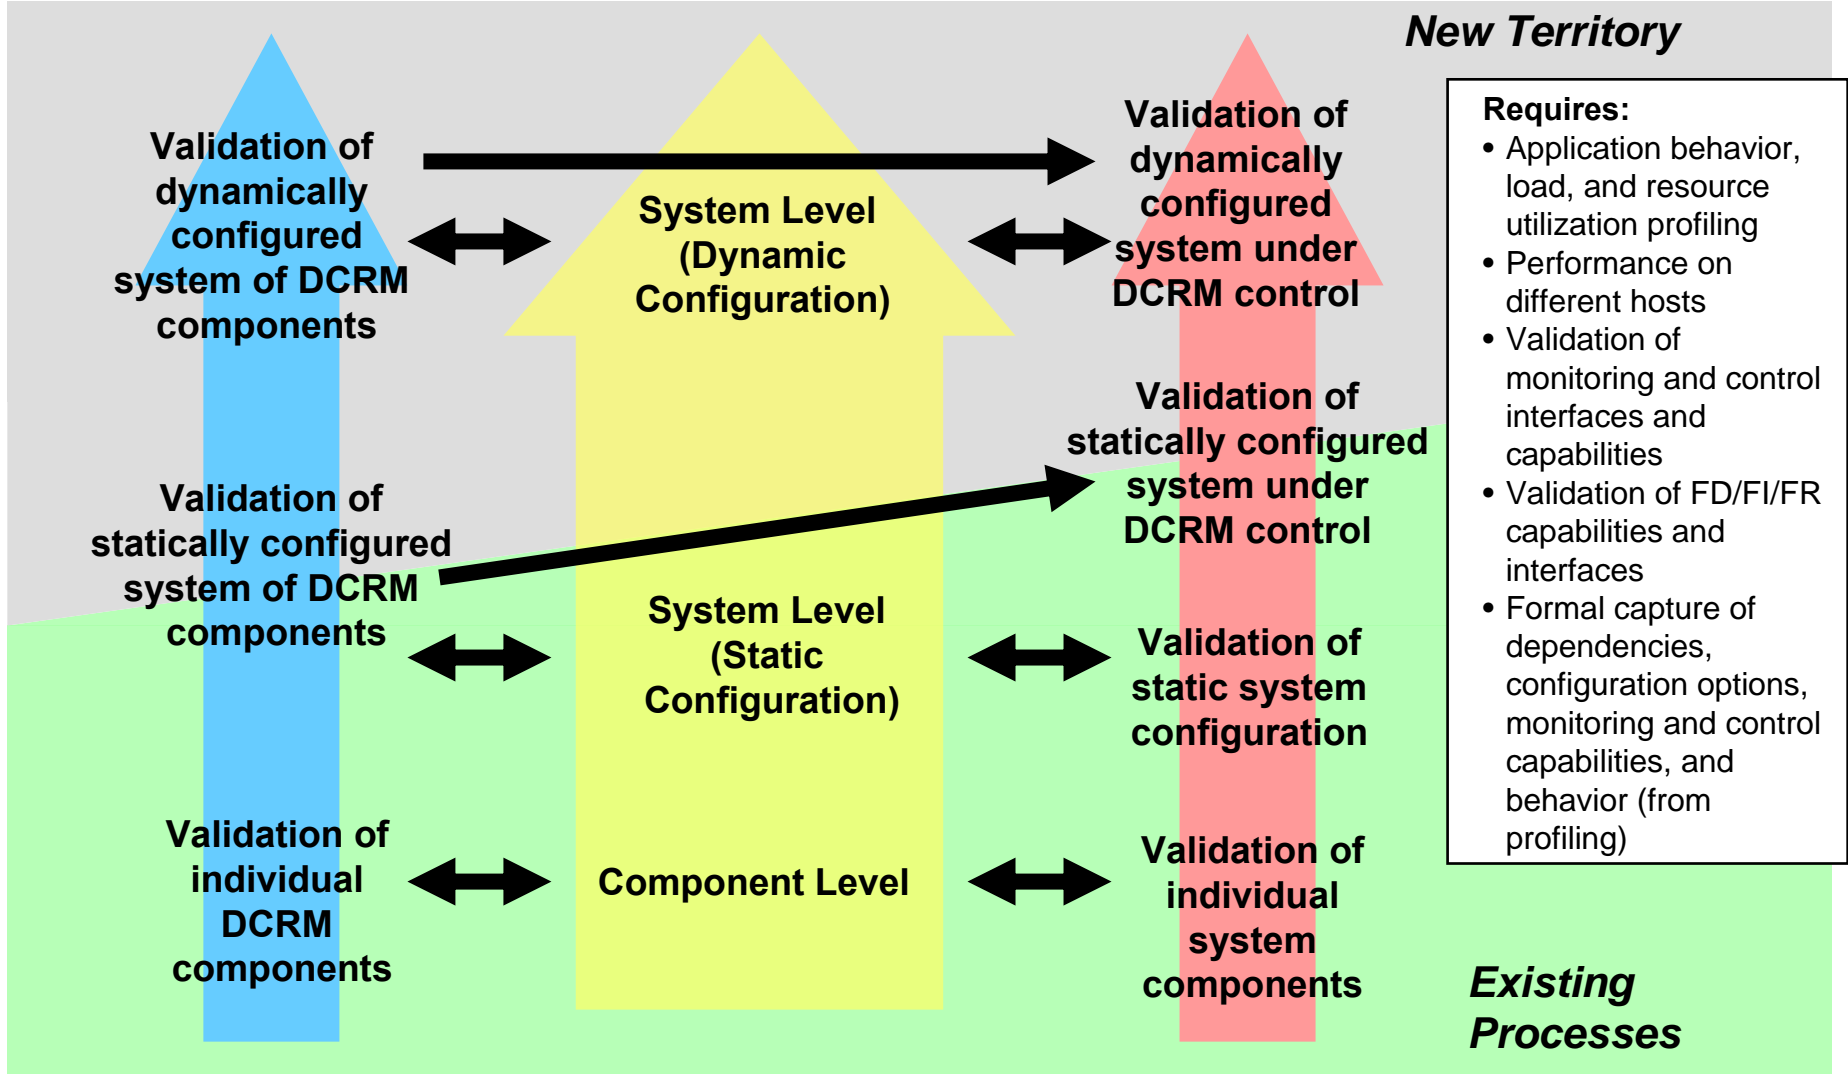 New Territory
Validation of
dynamically
configured
system of DCRM
components
System Level
(Dynamic
Configuration)
Validation of
dynamically
configured
system under
DCRM control
Validation of
statically configured
system of DCRM
components
System Level
(Static
Configuration)
Validation of
statically configured
system under
DCRM control
Validation of
static system
configuration
Validation of
individual
DCRM
components
Component Level
Validation of
individual
system
components
Requires:
• Application behavior,
load, and resource
utilization profiling
• Performance on
different hosts
• Validation of
monitoring and control
interfaces and
capabilities
• Validation of FD/FI/FR
capabilities and
interfaces
• Formal capture of
dependencies,
configuration options,
monitoring and control
capabilities, and
behavior (from
profiling)
Existing
Processes